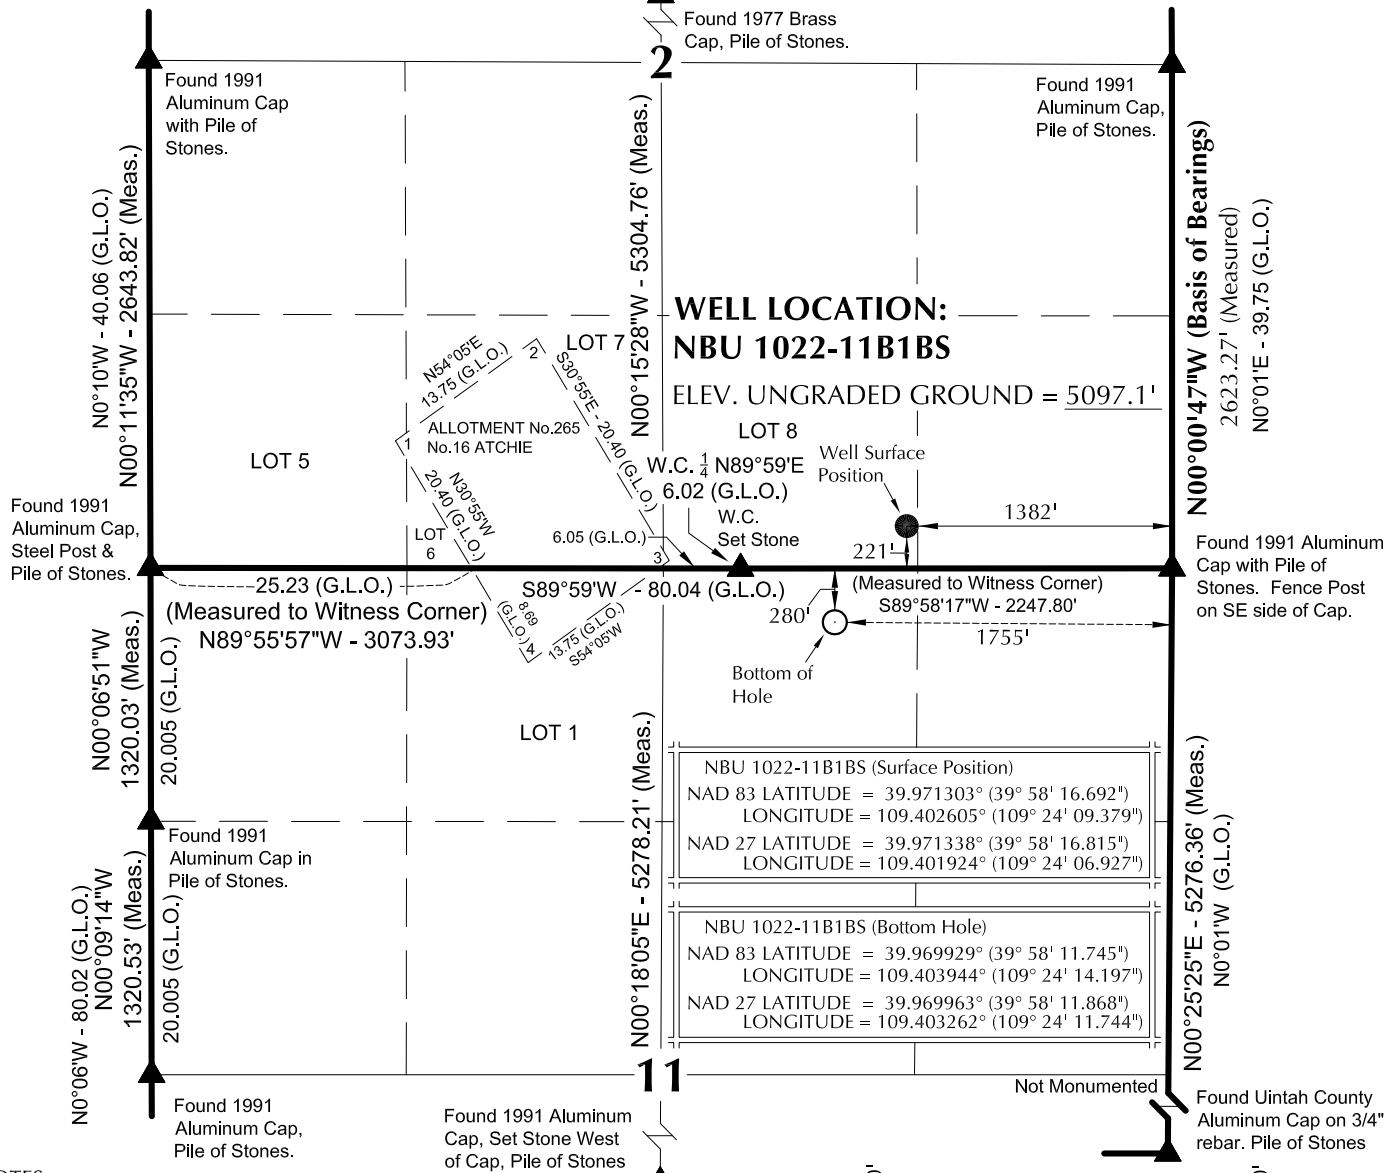 Found 1977 Brass
Cap, Pile of Stones.
2
Found 1991
Aluminum Cap
with Pile of
Stones.
Found 1991
Aluminum Cap,
Pile of Stones.
N0°10'W - 40.06 (G.L.O.)
N00°11'35"W - 2643.82' (Meas.)
N00°15'28"W - 5304.76' (Meas.)
N00°00'47"W (Basis of Bearings)
2623.27' (Measured)
N0°01'E - 39.75 (G.L.O.)
WELL LOCATION:
NBU 1022-11B1BS
ELEV. UNGRADED GROUND = 5097.1'
LOT 7
N54°05'E
13.75 (G.L.O.)
2
S30°55'E - 20.40 (G.L.O.)
1
ALLOTMENT No.265
No.16 ATCHIE
LOT 8
LOT 5
N30°55'W
20.40 (G.L.O.)
LOT
6
W.C. 1/4 N89°59'E
6.02 (G.L.O.)
W.C.
Set Stone
Well Surface
Position
1382'
221'
6.05 (G.L.O.)
3
Found 1991
Aluminum Cap,
Steel Post &
Pile of Stones.
Found 1991 Aluminum
Cap with Pile of
Stones.  Fence Post
on SE side of Cap.
25.23 (G.L.O.)
(Measured to Witness Corner)
N89°55'57"W - 3073.93'
S89°59'W - 80.04 (G.L.O.)
(Measured to Witness Corner)
S89°58'17"W - 2247.80'
8.69
(G.L.O.)
4
13.75 (G.L.O.)
S54°05'W
280'
1755'
Bottom of
Hole
N00°06'51"W
1320.03' (Meas.)
20.005 (G.L.O.)
LOT 1
N00°18'05"E - 5278.21' (Meas.)
NBU 1022-11B1BS (Surface Position)
NAD 83 LATITUDE = 39.971303° (39° 58' 16.692")
LONGITUDE = 109.402605° (109° 24' 09.379")
NAD 27 LATITUDE = 39.971338° (39° 58' 16.815")
LONGITUDE = 109.401924° (109° 24' 06.927")
NBU 1022-11B1BS (Bottom Hole)
NAD 83 LATITUDE = 39.969929° (39° 58' 11.745")
LONGITUDE = 109.403944° (109° 24' 14.197")
NAD 27 LATITUDE = 39.969963° (39° 58' 11.868")
LONGITUDE = 109.403262° (109° 24' 11.744")
N00°25'25"E - 5276.36' (Meas.)
N0°01'W (G.L.O.)
Found 1991
Aluminum Cap in
Pile of Stones.
N0°06'W - 80.02 (G.L.O.)
N00°09'14"W
1320.53' (Meas.)
20.005 (G.L.O.)
11
Not Monumented
Found 1991
Aluminum Cap,
Pile of Stones.
Found 1991 Aluminum
Cap, Set Stone West
of Cap, Pile of Stones
Found Uintah County
Aluminum Cap on 3/4"
rebar. Pile of Stones